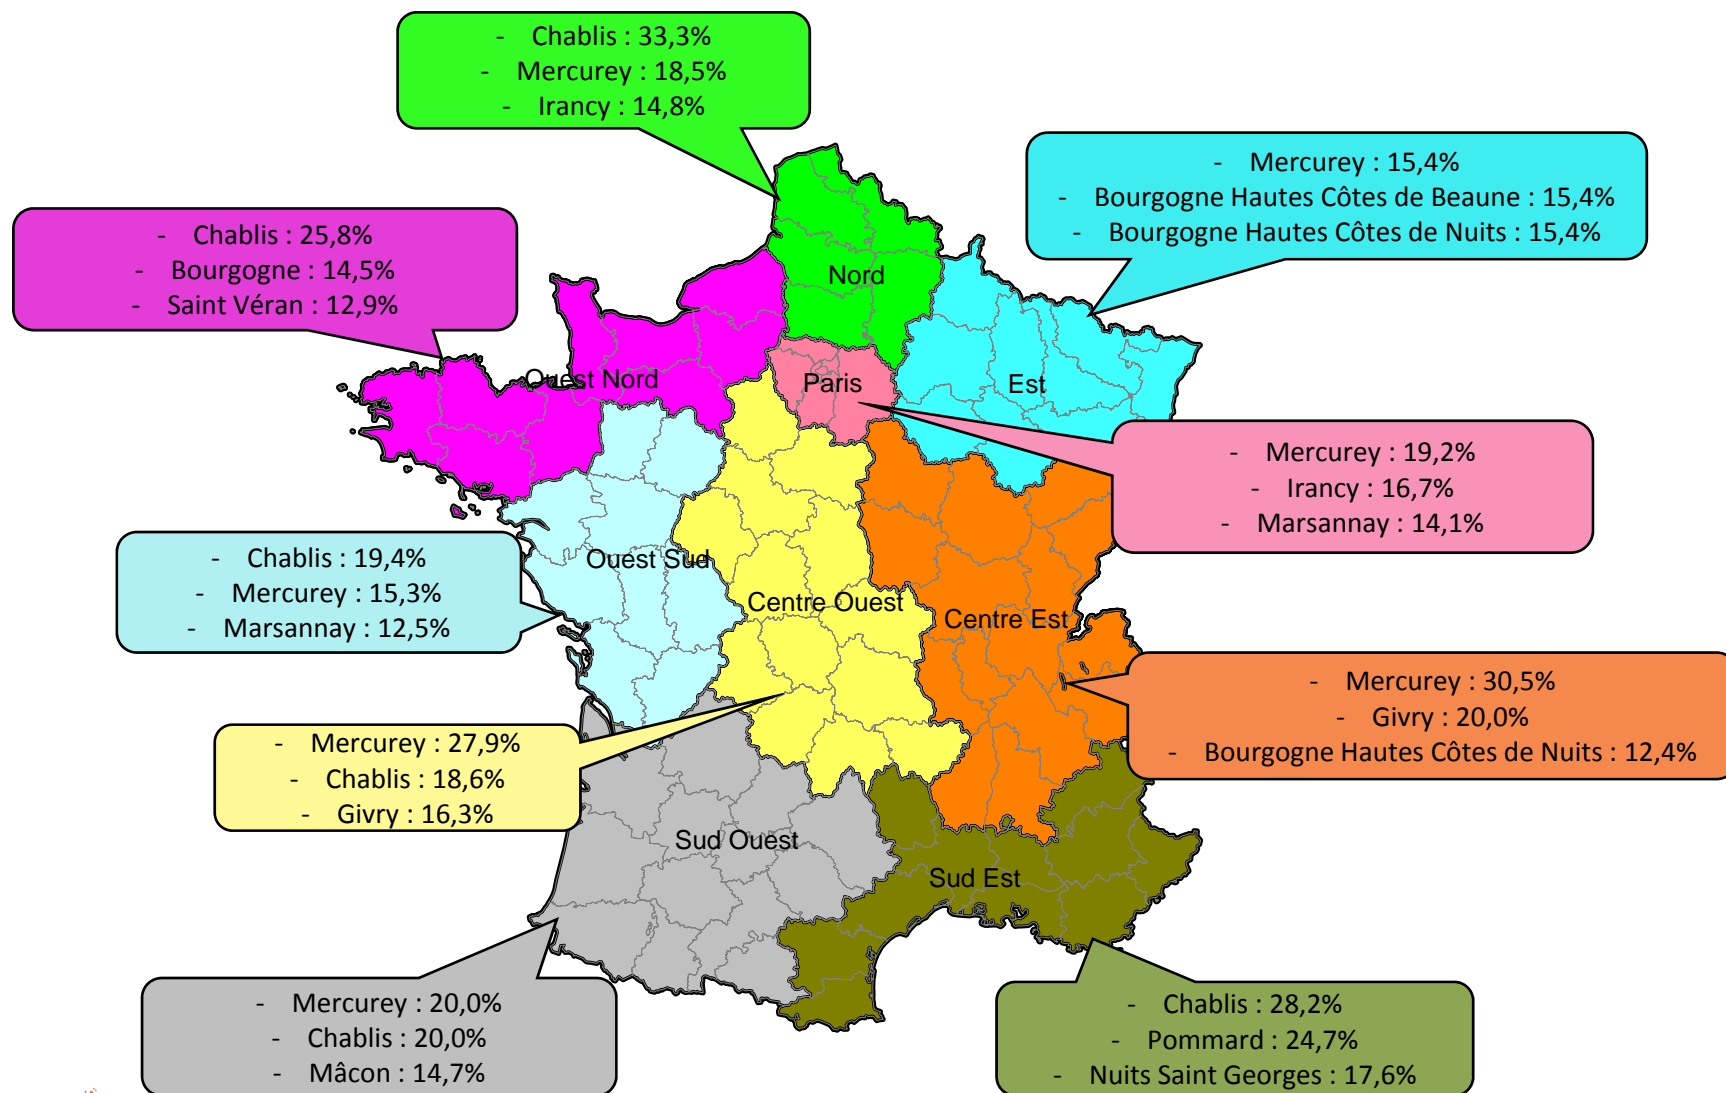 - Chablis : 33,3%
- Mercurey : 18,5%
- Irancy : 14,8%
- Mercurey : 15,4%
- Bourgogne Hautes Côtes de Beaune : 15,4%
- Bourgogne Hautes Côtes de Nuits : 15,4%
- Chablis : 25,8%
- Bourgogne : 14,5%
- Saint Véran : 12,9%
Nord
Ouest Nord
Paris
Est
- Mercurey : 19,2%
- Irancy : 16,7%
- Marsannay : 14,1%
- Chablis : 19,4%
- Mercurey : 15,3%
- Marsannay : 12,5%
Ouest Sud
Centre Ouest
Centre Est
- Mercurey : 30,5%
- Givry : 20,0%
- Bourgogne Hautes Côtes de Nuits : 12,4%
- Mercurey : 27,9%
- Chablis : 18,6%
- Givry : 16,3%
Sud Ouest
Sud Est
- Mercurey : 20,0%
- Chablis : 20,0%
- Mâcon : 14,7%
- Chablis : 28,2%
- Pommard : 24,7%
- Nuits Saint Georges : 17,6%